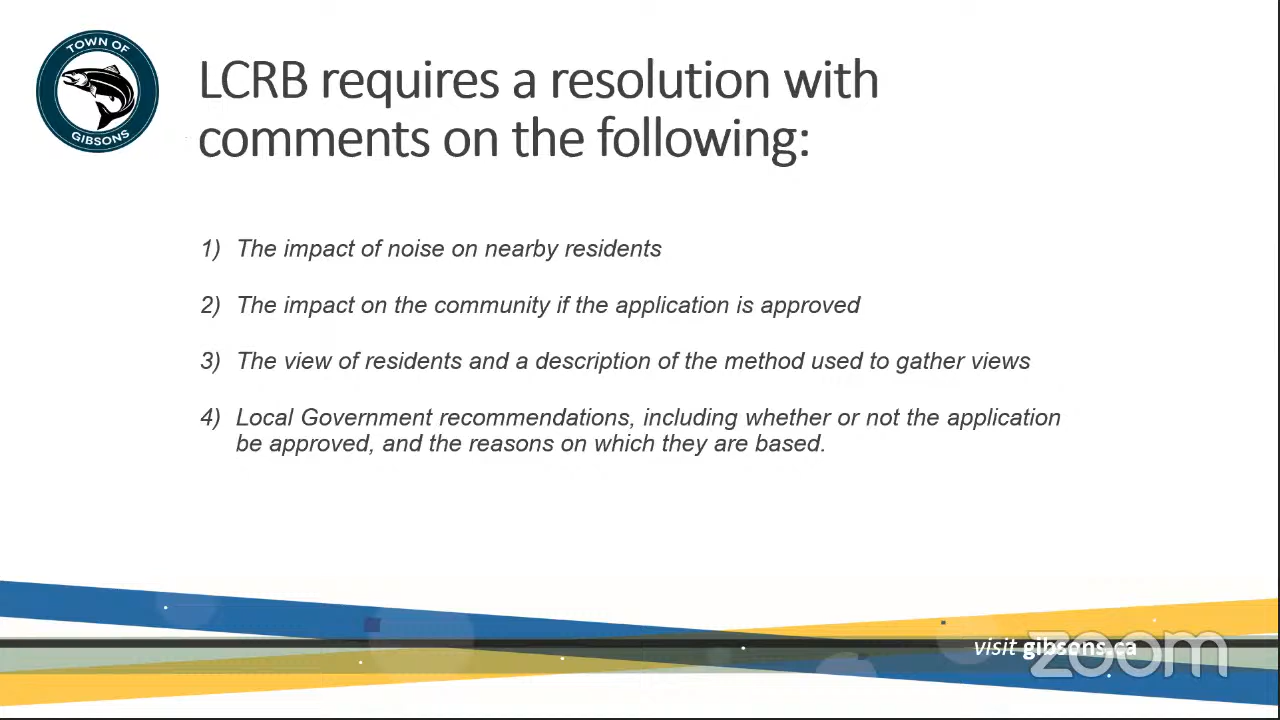 TOWN OF
GIBSONS
LCRB requires a resolution with
comments on the following:
1) The impact of noise on nearby residents
2) The impact on the community if the application is approved
3) The view of residents and a description of the method used to gather views
4) Local Government recommendations, including whether or not the application
be approved, and the reasons on which they are based.
visit gibsons.ca
zoom